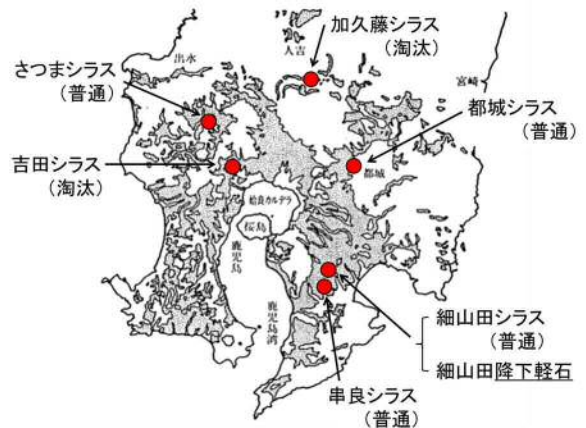 加久藤シラス
(淘汰)
人吉
出水
さつまシラス
(普通)
宮崎
都城シラス
(普通)
吉田シラス
(淘汰)
都城
姶良カルデラ
桜島
鹿児島
鹿児島湾
細山田シラス
(普通)
細山田降下軽石
串良シラス
(普通)